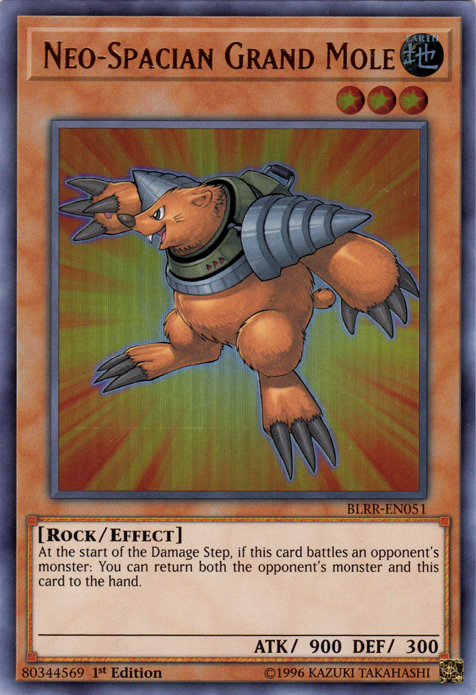 NEO-SPACIAN GRAND MOLE
EARTH
地
BLRR-EN051
[ROCK/EFFECT]
At the start of the Damage Step, if this card battles an opponent's
monster: You can return both the opponent's monster and this
card to the hand.
ATK/ 900 DEF/ 300
80344569 1st Edition
©1996 KAZUKI TAKAHASHI